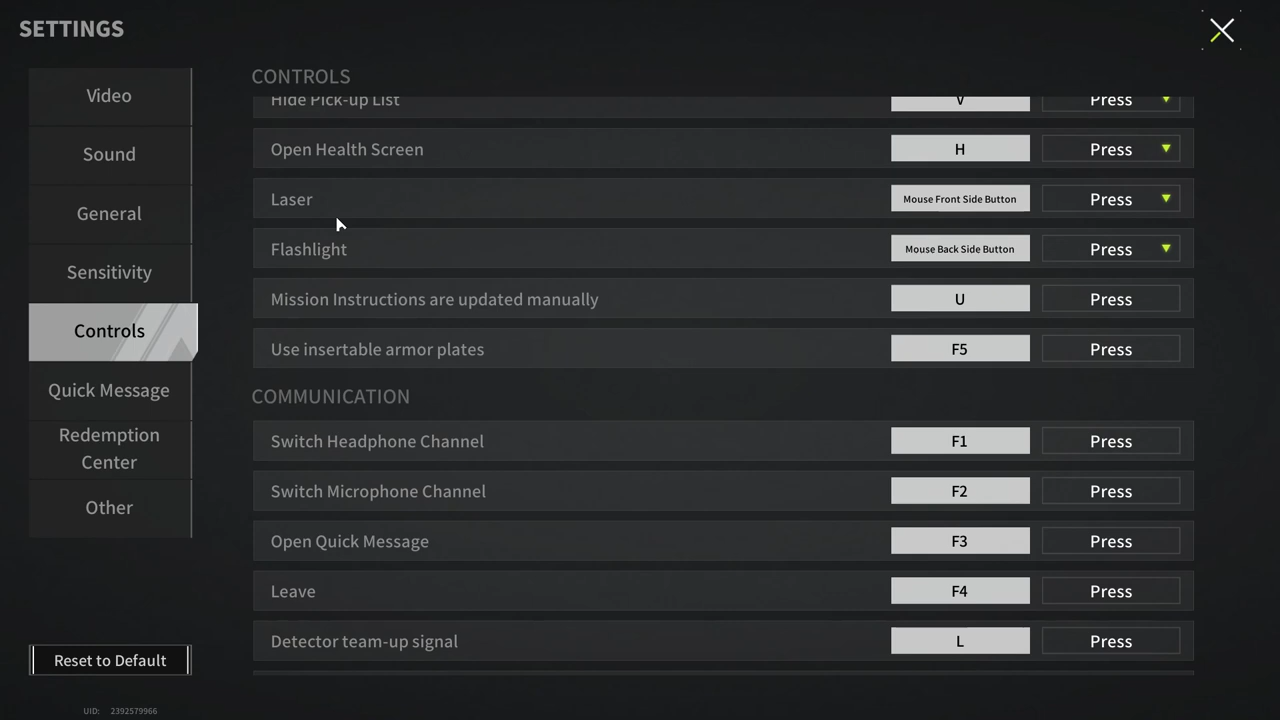 SETTINGS
Video
Sound
General
Sensitivity
Controls
Quick Message
Redemption
Center
Other
Reset to Default
UID: 2392579966
CONTROLS
Hide Pick-up List V Press
Open Health Screen H Press
Laser Mouse Front Side Button Press
Flashlight Mouse Back Side Button Press
Mission Instructions are updated manually U Press
Use insertable armor plates F5 Press
COMMUNICATION
Switch Headphone Channel F1 Press
Switch Microphone Channel F2 Press
Open Quick Message F3 Press
Leave F4 Press
Detector team-up signal L Press